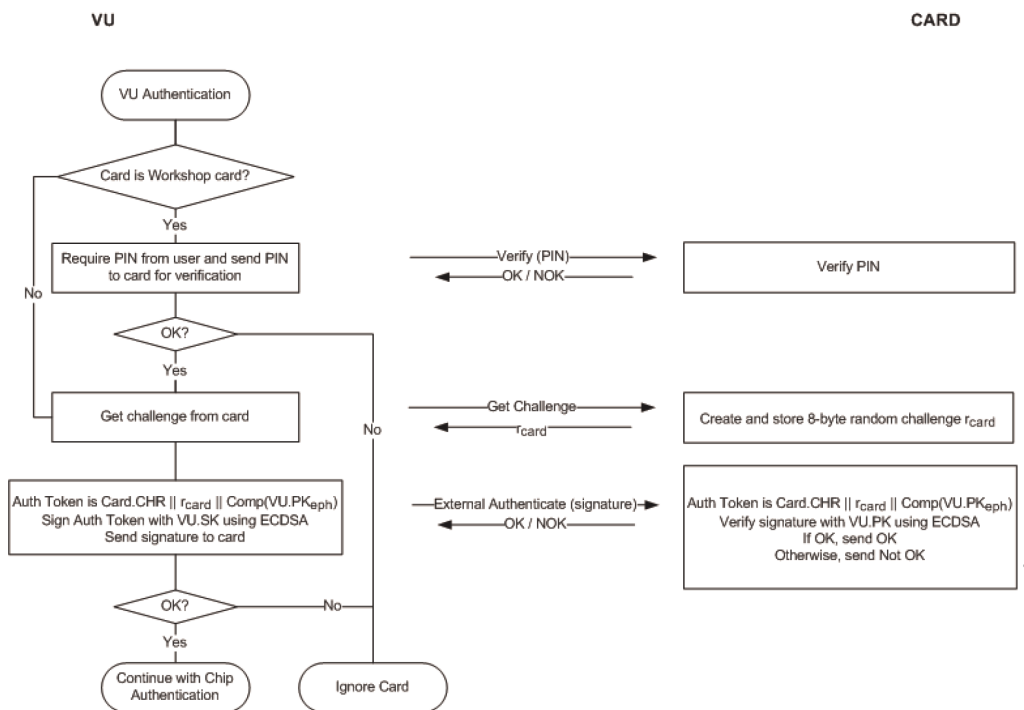 VU
CARD
VU Authentication
Card is Workshop card?
Yes
Require PIN from user and send PIN
to card for verification
Verify (PIN)
OK / NOK
Verify PIN
No
OK?
Yes
Get challenge from card
No
Get Challenge
rcard
Create and store 8-byte random challenge rcard
Auth Token is Card.CHR || rcard || Comp(VU.PKeph)
Sign Auth Token with VU.SK using ECDSA
Send signature to card
External Authenticate (signature)
OK / NOK
Auth Token is Card.CHR || rcard || Comp(VU.PKeph)
Verify signature with VU.PK using ECDSA
If OK, send OK
Otherwise, send Not OK
OK?
No
Yes
Continue with Chip
Authentication
Ignore Card